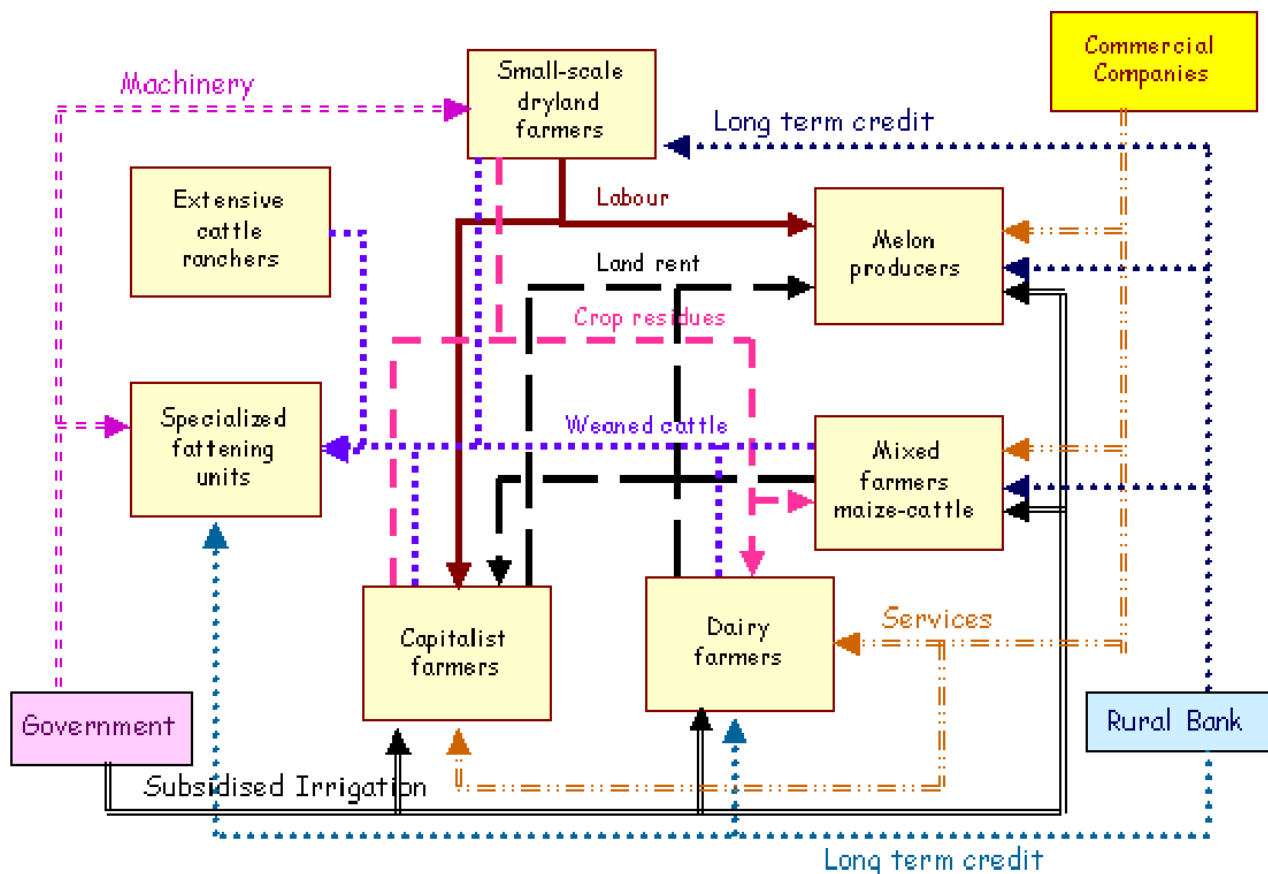 Commercial
Companies
Small-scale
dryland
farmers
Machinery
Long term credit
Extensive
cattle
ranchers
Labour
Melon
producers
Land rent
Crop residues
Specialized
fattening
units
Weaned cattle
Mixed
farmers
maize-cattle
Capitalist
farmers
Dairy
farmers
Services
Government
Rural Bank
Subsidised Irrigation
Long term credit